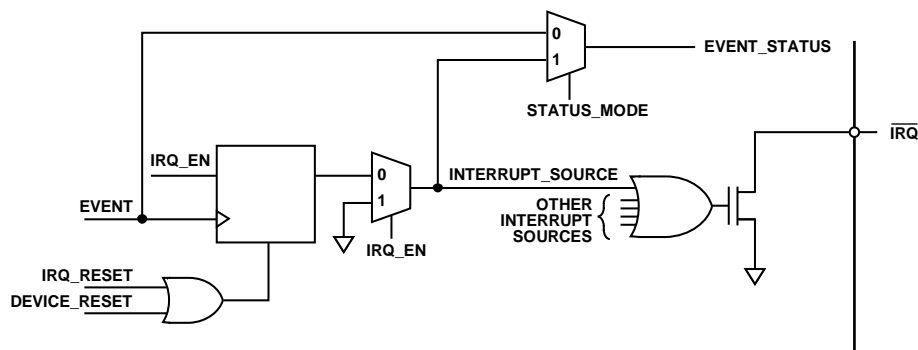 0
1
EVENT_STATUS
STATUS_MODE
IRQ
IRQ_EN
0
1
INTERRUPT_SOURCE
EVENT
OTHER
INTERRUPT
SOURCES
IRQ_EN
IRQ_RESET
DEVICE_RESET